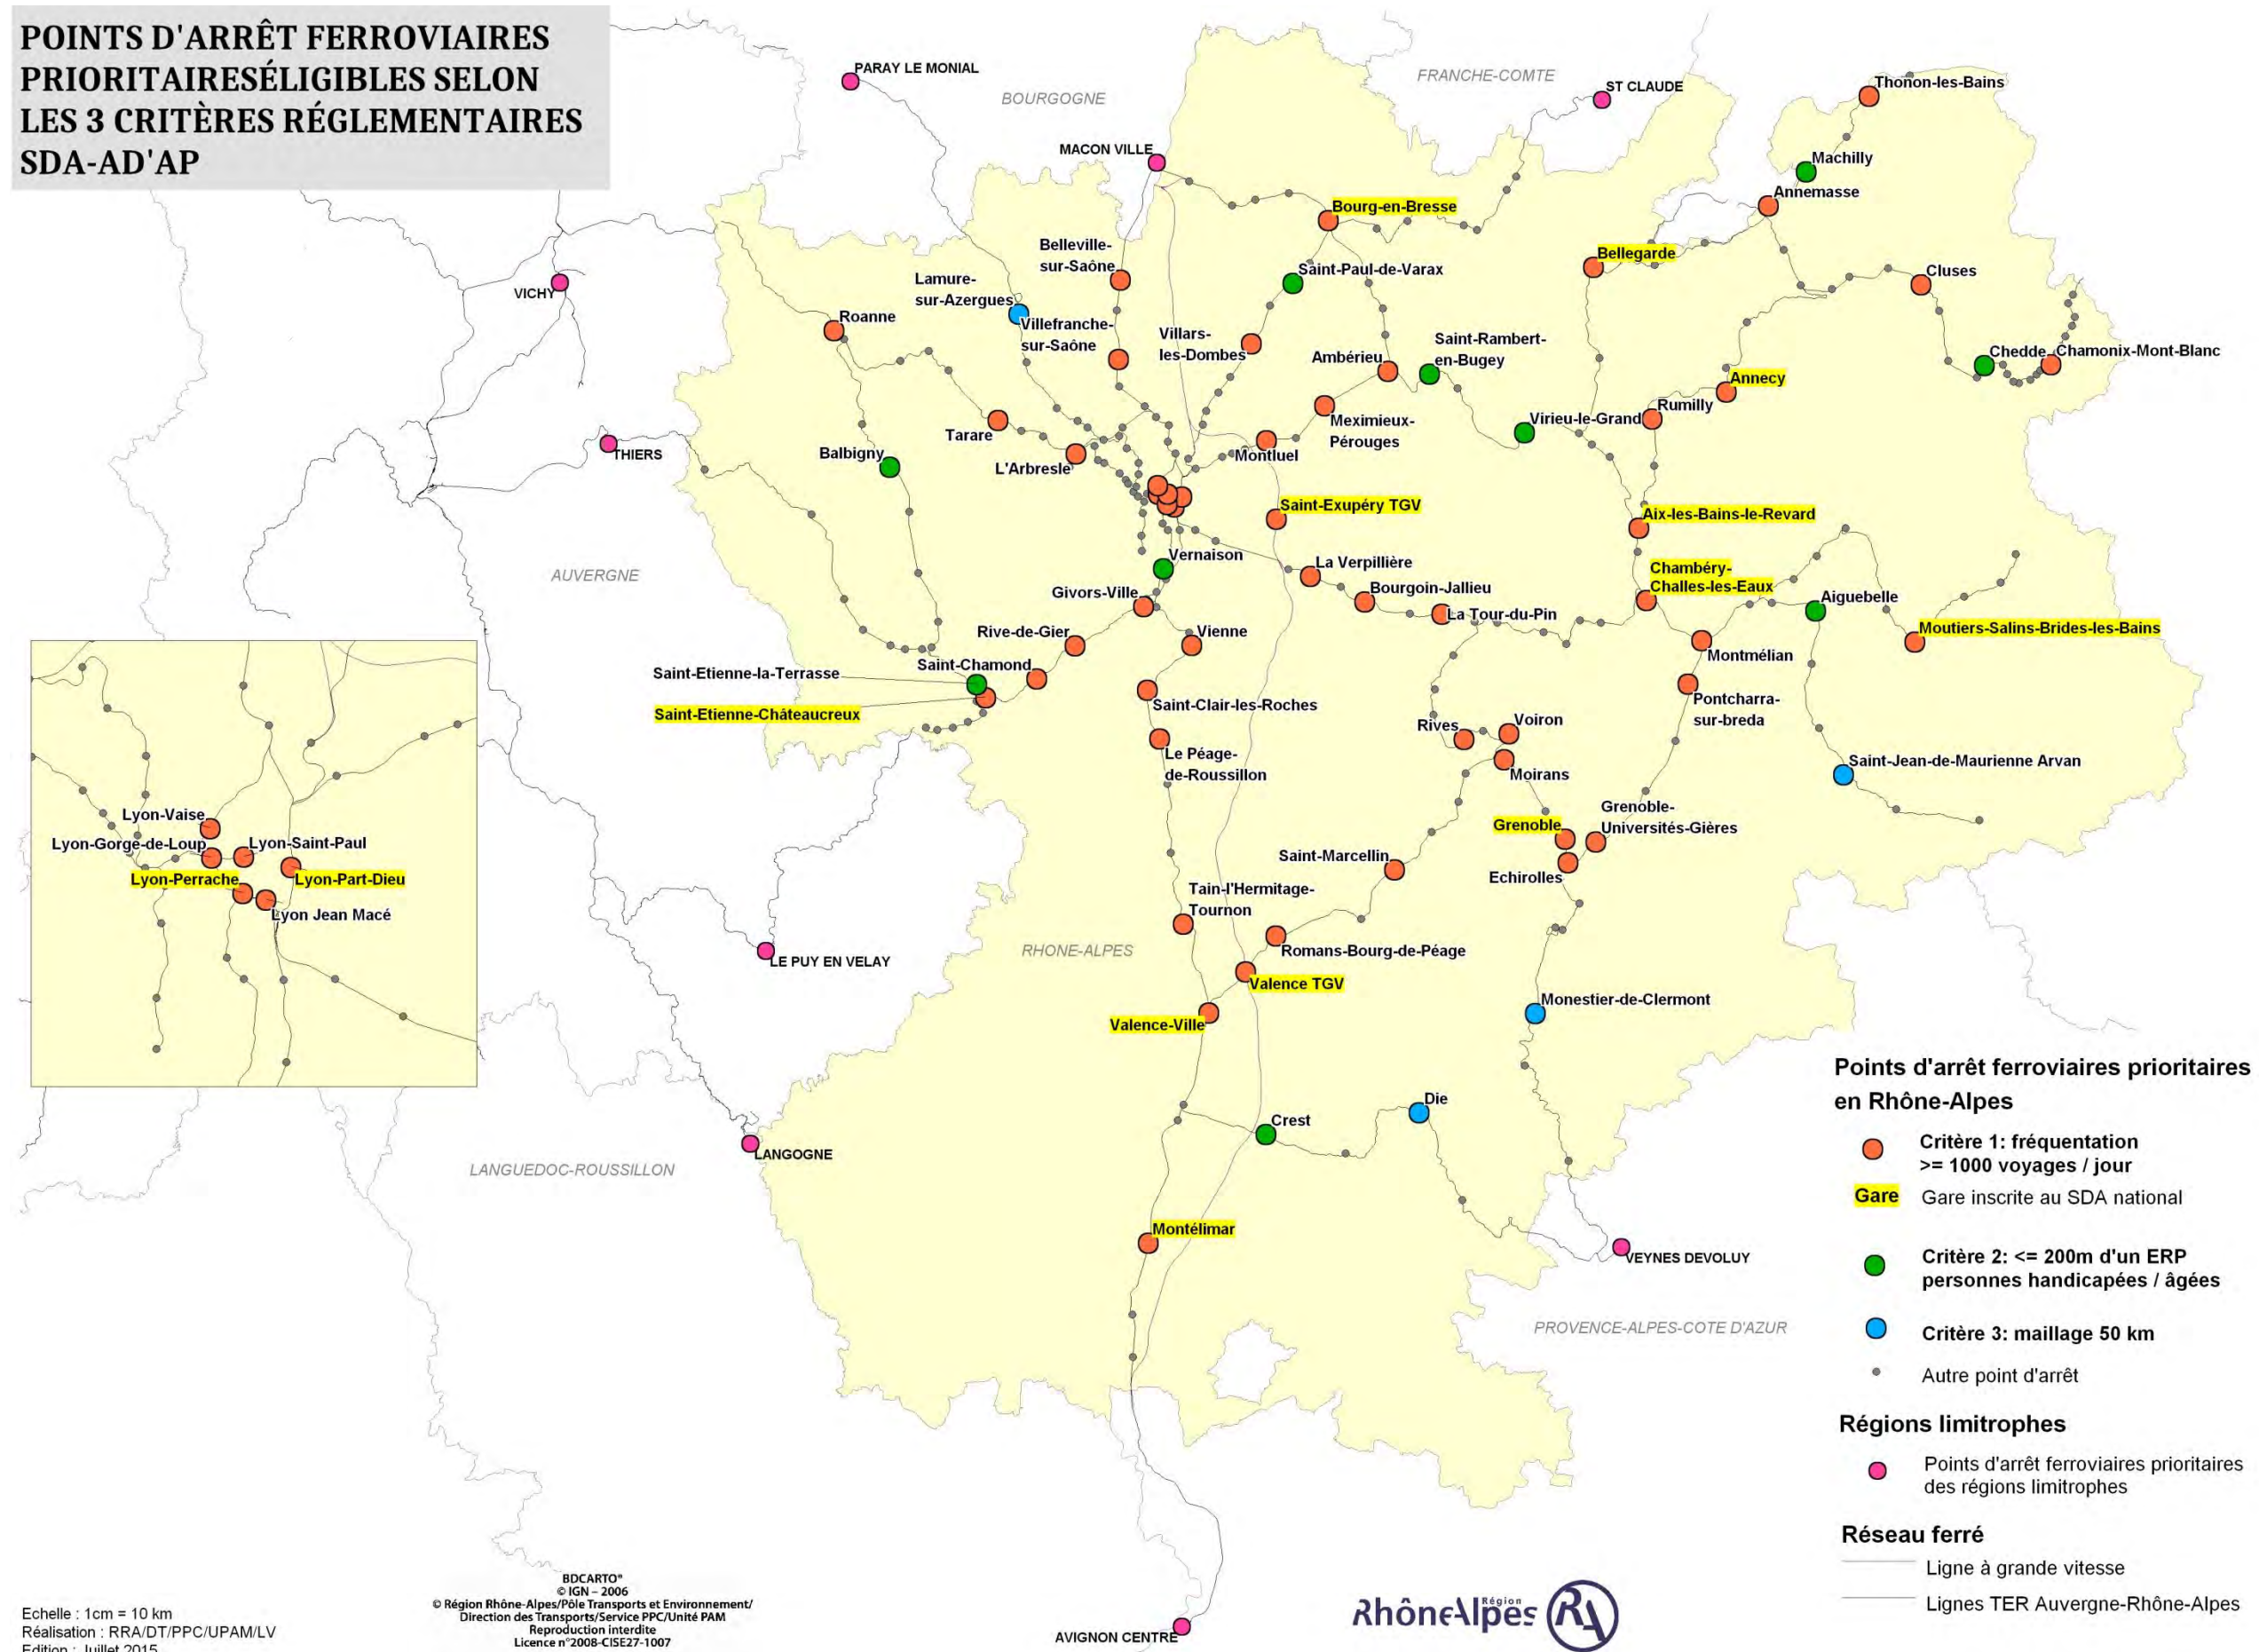 POINTS D'ARRÊT FERROVIAIRES
PRIORITAIRESÉLIGIBLES SELON
LES 3 CRITÈRES RÉGLEMENTAIRES
SDA-AD'AP
PARAY LE MONIAL
BOURGOGNE
FRANCHE-COMTE
ST CLAUDE
Thonon-les-Bains
MACON VILLE
Machilly
Annemasse
Bourg-en-Bresse
Belleville-
sur-Saône
Bellegarde
Saint-Paul-de-Varax
Cluses
VICHY
Lamure-
sur-Azergues
Roanne
Villefranche-
sur-Saône
Villars-
les-Dombes
Ambérieu
Saint-Rambert-
en-Bugey
Chedde
Chamonix-Mont-Blanc
Annecy
Rumilly
Virieu-le-Grand
Meximieux-
Pérouges
Tarare
L'Arbresle
Montluel
THIERS
Balbigny
Saint-Exupéry TGV
Aix-les-Bains-le-Revard
Vernaison
La Verpillière
Chambéry-
Challes-les-Eaux
AUVERGNE
Givors-Ville
Bourgoin-Jallieu
Aiguebelle
La Tour-du-Pin
Rive-de-Gier
Vienne
Moutiers-Salins-Brides-les-Bains
Saint-Chamond
Montmélian
Saint-Etienne-la-Terrasse
Saint-Etienne-Châteaucreux
Saint-Clair-les-Roches
Pontcharra-
sur-breda
Rives
Voiron
Le Péage-
de-Roussillon
Moirans
Saint-Jean-de-Maurienne Arvan
Grenoble-
Universités-Gières
Grenoble
Lyon-Vaise
Lyon-Gorge-de-Loup
Lyon-Saint-Paul
Lyon-Perrache
Lyon-Part-Dieu
Lyon Jean Macé
Saint-Marcellin
Echirolles
Tain-l'Hermitage-
Tournon
RHONE-ALPES
Romans-Bourg-de-Péage
LE PUY EN VELAY
Valence TGV
Monestier-de-Clermont
Valence-Ville
Die
Crest
LANGOGNE
LANGUEDOC-ROUSSILLON
Montélimar
VEYNES DEVOLUY
PROVENCE-ALPES-COTE D'AZUR
AVIGNON CENTRE
Points d'arrêt ferroviaires prioritaires
en Rhône-Alpes
Critère 1: fréquentation
>= 1000 voyages / jour
Gare Gare inscrite au SDA national
Critère 2: <= 200m d'un ERP
personnes handicapées / âgées
Critère 3: maillage 50 km
Autre point d'arrêt
Régions limitrophes
Points d'arrêt ferroviaires prioritaires
des régions limitrophes
Réseau ferré
Ligne à grande vitesse
Lignes TER Auvergne-Rhône-Alpes
Echelle : 1cm = 10 km
Réalisation : RRA/DT/PPC/UPAM/LV
Edition : Juillet 2015
BDCARTO®
© IGN – 2006
© Région Rhône-Alpes/Pôle Transports et Environnement/
Direction des Transports/Service PPC/Unité PAM
Reproduction interdite
Licence n°2008-CISE27-1007
RhôneAlpes Région
RA